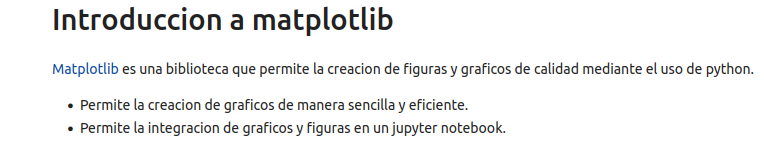 Introduccion a matplotlib
Matplotlib es una biblioteca que permite la creacion de figuras y graficos de calidad mediante el uso de python.
• Permite la creacion de graficos de manera sencilla y eficiente.
• Permite la integracion de graficos y figuras en un jupyter notebook.